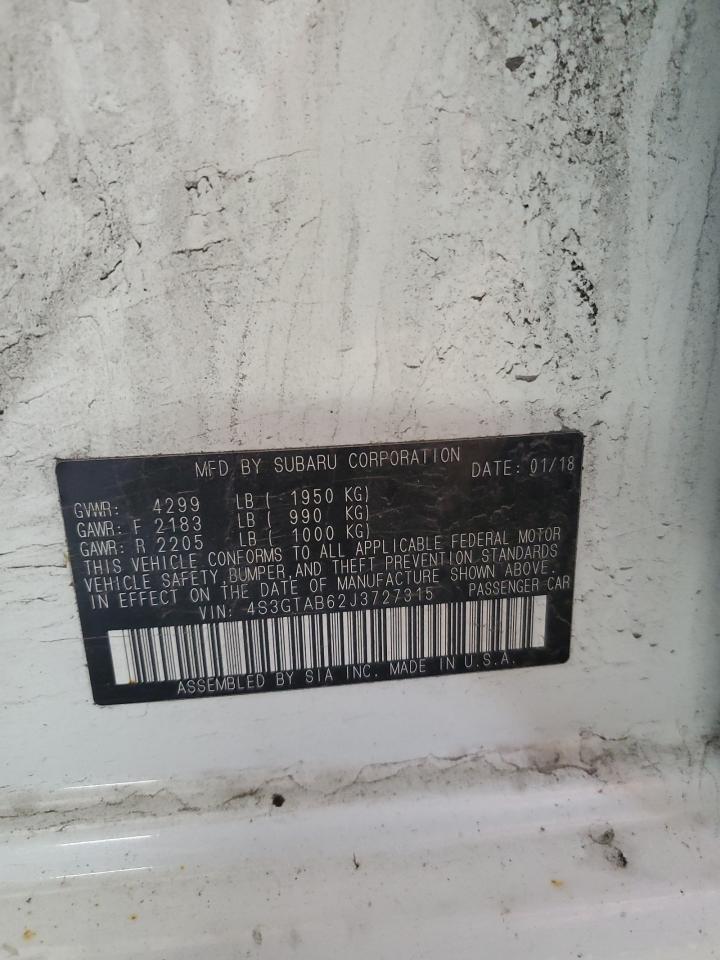 MFD BY SUBARU CORPORATION DATE: 01/18
GVWR: 4299 LB ( 1950 KG)
GAWR: F 2183 LB ( 990 KG)
GAWR: R 2205 LB ( 1000 KG)
THIS VEHICLE CONFORMS TO ALL APPLICABLE FEDERAL MOTOR
VEHICLE SAFETY,BUMPER,AND THEFT PREVENTION STANDARDS
IN EFFECT ON THE DATE OF MANUFACTURE SHOWN ABOVE.
VIN: 4S3GTAB62J3727315 PASSENGER CAR
ASSEMBLED BY SIA INC. MADE IN U.S.A.